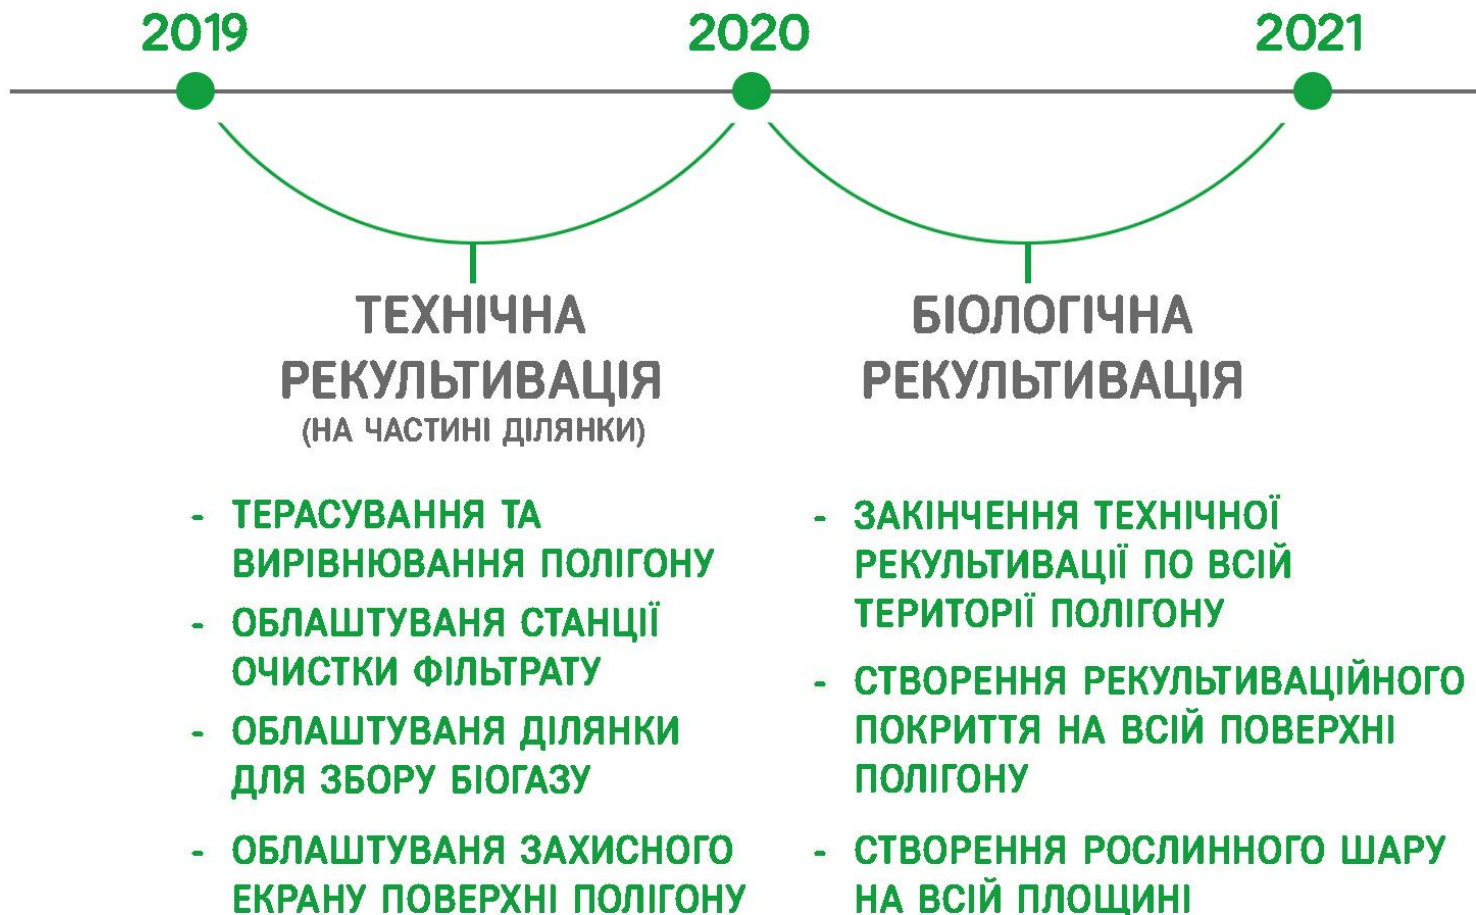 2019
2020
2021
ТЕХНІЧНА
РЕКУЛЬТИВАЦІЯ
(НА ЧАСТИНІ ДІЛЯНКИ)
- ТЕРАСУВАННЯ ТА
ВИРІВНЮВАННЯ ПОЛІГОНУ
- ОБЛАШТУВАНЯ СТАНЦІЇ
ОЧИСТКИ ФІЛЬТРАТУ
- ОБЛАШТУВАНЯ ДІЛЯНКИ
ДЛЯ ЗБОРУ БІОГАЗУ
- ОБЛАШТУВАНЯ ЗАХИСНОГО
ЕКРАНУ ПОВЕРХНІ ПОЛІГОНУ
БІОЛОГІЧНА
РЕКУЛЬТИВАЦІЯ
- ЗАКІНЧЕННЯ ТЕХНІЧНОЇ
РЕКУЛЬТИВАЦІЇ ПО ВСІЙ
ТЕРИТОРІЇ ПОЛІГОНУ
- СТВОРЕННЯ РЕКУЛЬТИВАЦІЙНОГО
ПОКРИТТЯ НА ВСІЙ ПОВЕРХНІ
ПОЛІГОНУ
- СТВОРЕННЯ РОСЛИННОГО ШАРУ
НА ВСІЙ ПЛОЩИНІ